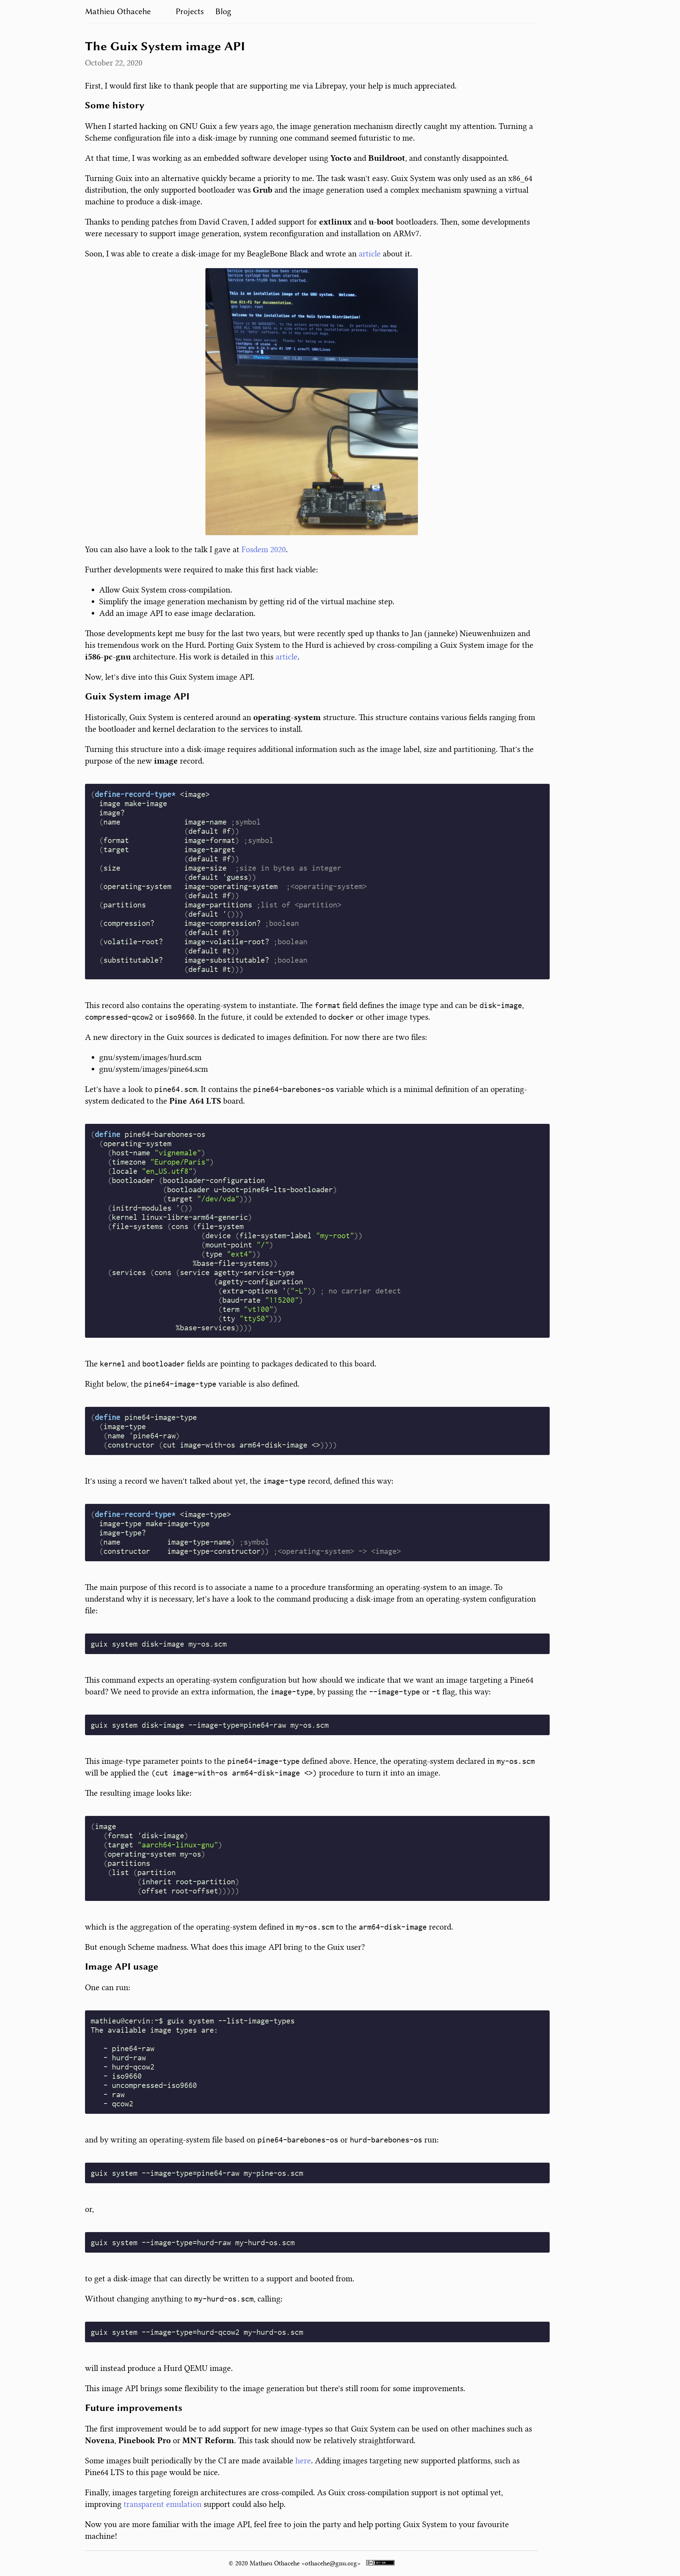 Mathieu Othacehe Projects Blog
The Guix System image API
October 22, 2020
First, I would first like to thank people that are supporting me via Librepay, your help is much appreciated.
Some history
When I started hacking on GNU Guix a few years ago, the image generation mechanism directly caught my attention. Turning a
Scheme configuration file into a disk-image by running one command seemed futuristic to me.
At that time, I was working as an embedded software developer using Yocto and Buildroot, and constantly disappointed.
Turning Guix into an alternative quickly became a priority to me. The task wasn't easy. Guix System was only used as an x86_64
distribution, the only supported bootloader was Grub and the image generation used a complex mechanism spawning a virtual
machine to produce a disk-image.
Thanks to pending patches from David Craven, I added support for extlinux and u-boot bootloaders. Then, some developments
were necessary to support image generation, system reconfiguration and installation on ARMv7.
Soon, I was able to create a disk-image for my BeagleBone Black and wrote an article about it.
This is an installation image of the GNU system. Welcome.
Use Alt-F2 for documentation.
Welcome to the installation of the Guix System Distribution!
You can also have a look to the talk I gave at Fosdem 2020.
Further developments were required to make this first hack viable:
• Allow Guix System cross-compilation.
• Simplify the image generation mechanism by getting rid of the virtual machine step.
• Add an image API to ease image declaration.
Those developments kept me busy for the last two years, but were recently sped up thanks to Jan (janneke) Nieuwenhuizen and
his tremendous work on the Hurd. Porting Guix System to the Hurd is achieved by cross-compiling a Guix System image for the
i586-pc-gnu architecture. His work is detailed in this article.
Now, let's dive into this Guix System image API.
Guix System image API
Historically, Guix System is centered around an operating-system structure. This structure contains various fields ranging from
the bootloader and kernel declaration to the services to install.
Turning this structure into a disk-image requires additional information such as the image label, size and partitioning. That's the
purpose of the new image record.
(define-record-type* <image>
image make-image
image?
(name image-name ;symbol
(default #f))
(format image-format) ;symbol
(target image-target
(default #f))
(size image-size ;size in bytes as integer
(default 'guess))
(operating-system image-operating-system ;<operating-system>
(default #f))
(partitions image-partitions ;list of <partition>
(default '()))
(compression? image-compression? ;boolean
(default #t))
(volatile-root? image-volatile-root? ;boolean
(default #t))
(substitutable? image-substitutable? ;boolean
(default #t)))
This record also contains the operating-system to instantiate. The format field defines the image type and can be disk-image,
compressed-qcow2 or iso9660. In the future, it could be extended to docker or other image types.
A new directory in the Guix sources is dedicated to images definition. For now there are two files:
• gnu/system/images/hurd.scm
• gnu/system/images/pine64.scm
Let's have a look to pine64.scm. It contains the pine64-barebones-os variable which is a minimal definition of an operating-
system dedicated to the Pine A64 LTS board.
(define pine64-barebones-os
(operating-system
(host-name "vignemale")
(timezone "Europe/Paris")
(locale "en_US.utf8")
(bootloader (bootloader-configuration
(bootloader u-boot-pine64-lts-bootloader)
(target "/dev/vda")))
(initrd-modules '())
(kernel linux-libre-arm64-generic)
(file-systems (cons (file-system
(device (file-system-label "my-root"))
(mount-point "/")
(type "ext4"))
%base-file-systems))
(services (cons (service agetty-service-type
(agetty-configuration
(extra-options '("-L")) ; no carrier detect
(baud-rate "115200")
(term "vt100")
(tty "ttyS0")))
%base-services))))
The kernel and bootloader fields are pointing to packages dedicated to this board.
Right below, the pine64-image-type variable is also defined.
(define pine64-image-type
(image-type
(name 'pine64-raw)
(constructor (cut image-with-os arm64-disk-image <>))))
It's using a record we haven't talked about yet, the image-type record, defined this way:
(define-record-type* <image-type>
image-type make-image-type
image-type?
(name image-type-name) ;symbol
(constructor image-type-constructor)) ;<operating-system> -> <image>
The main purpose of this record is to associate a name to a procedure transforming an operating-system to an image. To
understand why it is necessary, let's have a look to the command producing a disk-image from an operating-system configuration
file:
guix system disk-image my-os.scm
This command expects an operating-system configuration but how should we indicate that we want an image targeting a Pine64
board? We need to provide an extra information, the image-type, by passing the --image-type or -t flag, this way:
guix system disk-image --image-type=pine64-raw my-os.scm
This image-type parameter points to the pine64-image-type defined above. Hence, the operating-system declared in my-os.scm
will be applied the (cut image-with-os arm64-disk-image <>) procedure to turn it into an image.
The resulting image looks like:
(image
(format 'disk-image)
(target "aarch64-linux-gnu")
(operating-system my-os)
(partitions
(list (partition
(inherit root-partition)
(offset root-offset)))))
which is the aggregation of the operating-system defined in my-os.scm to the arm64-disk-image record.
But enough Scheme madness. What does this image API bring to the Guix user?
Image API usage
One can run:
mathieu@cervin:~$ guix system --list-image-types
The available image types are:
- pine64-raw
- hurd-raw
- hurd-qcow2
- iso9660
- uncompressed-iso9660
- raw
- qcow2
and by writing an operating-system file based on pine64-barebones-os or hurd-barebones-os run:
guix system --image-type=pine64-raw my-pine-os.scm
or,
guix system --image-type=hurd-raw my-hurd-os.scm
to get a disk-image that can directly be written to a support and booted from.
Without changing anything to my-hurd-os.scm, calling:
guix system --image-type=hurd-qcow2 my-hurd-os.scm
will instead produce a Hurd QEMU image.
This image API brings some flexibility to the image generation but there's still room for some improvements.
Future improvements
The first improvement would be to add support for new image-types so that Guix System can be used on other machines such as
Novena, Pinebook Pro or MNT Reform. This task should now be relatively straightforward.
Some images built periodically by the CI are made available here. Adding images targeting new supported platforms, such as
Pine64 LTS to this page would be nice.
Finally, images targeting foreign architectures are cross-compiled. As Guix cross-compilation support is not optimal yet,
improving transparent emulation support could also help.
Now you are more familiar with the image API, feel free to join the party and help porting Guix System to your favourite
machine!
© 2020 Mathieu Othacehe <othacehe@gnu.org>